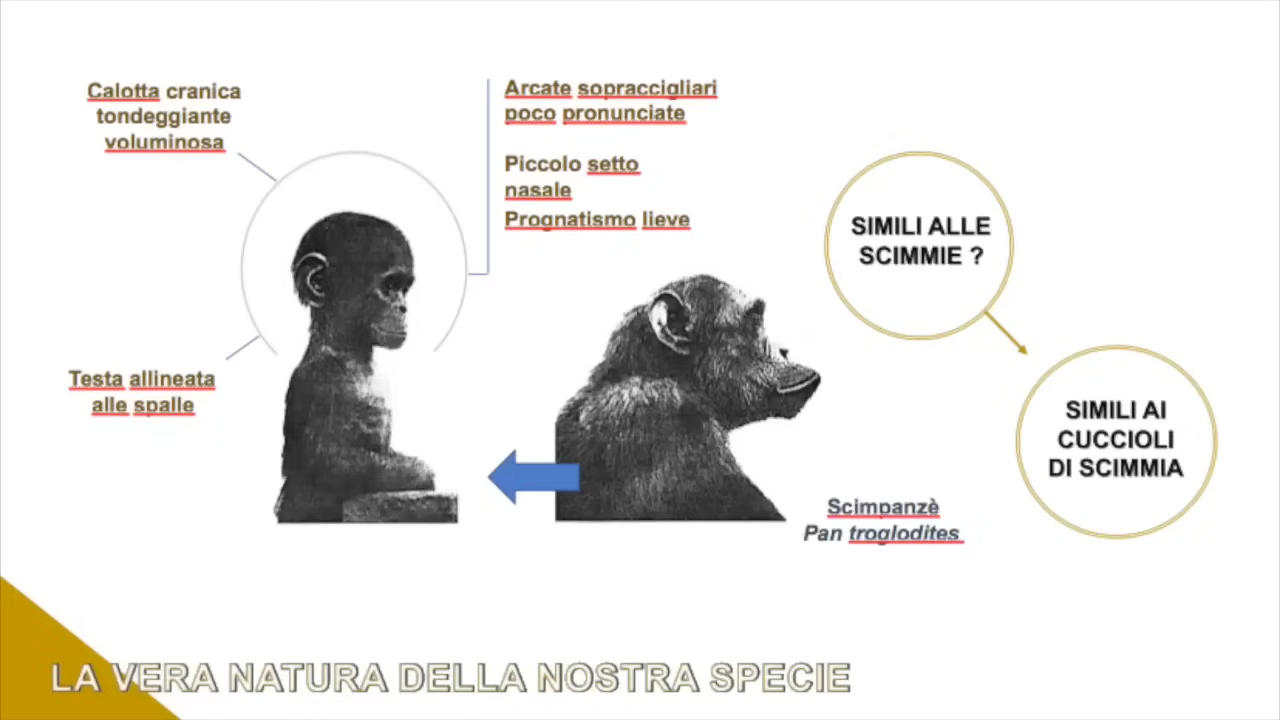 Calotta cranica
tondeggiante
voluminosa
Arcate sopraccigliari
poco pronunciate
Piccolo setto
nasale
Prognatismo lieve
SIMILI ALLE
SCIMMIE ?
Testa allineata
alle spalle
SIMILI AI
CUCCIOLI
DI SCIMMIA
Scimpanzè
Pan troglodites
LA VERA NATURA DELLA NOSTRA SPECIE